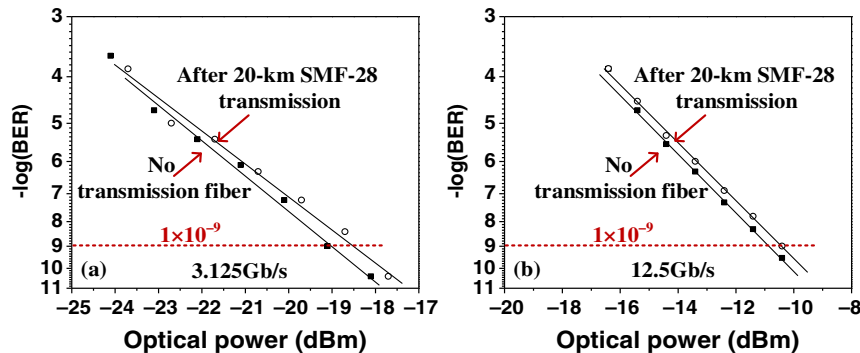 -log(BER)
3
4
5
6
7
8
9
10
11
After 20-km SMF-28
transmission
No
transmission fiber
1×10⁻⁹
(a)
3.125Gb/s
−25 −24 −23 −22 −21 −20 −19 −18 −17
Optical power (dBm)
-log(BER)
3
4
5
6
7
8
9
10
11
After 20-km SMF-28
transmission
No
transmission fiber
1×10⁻⁹
(b)
12.5Gb/s
−20 −18 −16 −14 −12 −10 −8
Optical power (dBm)